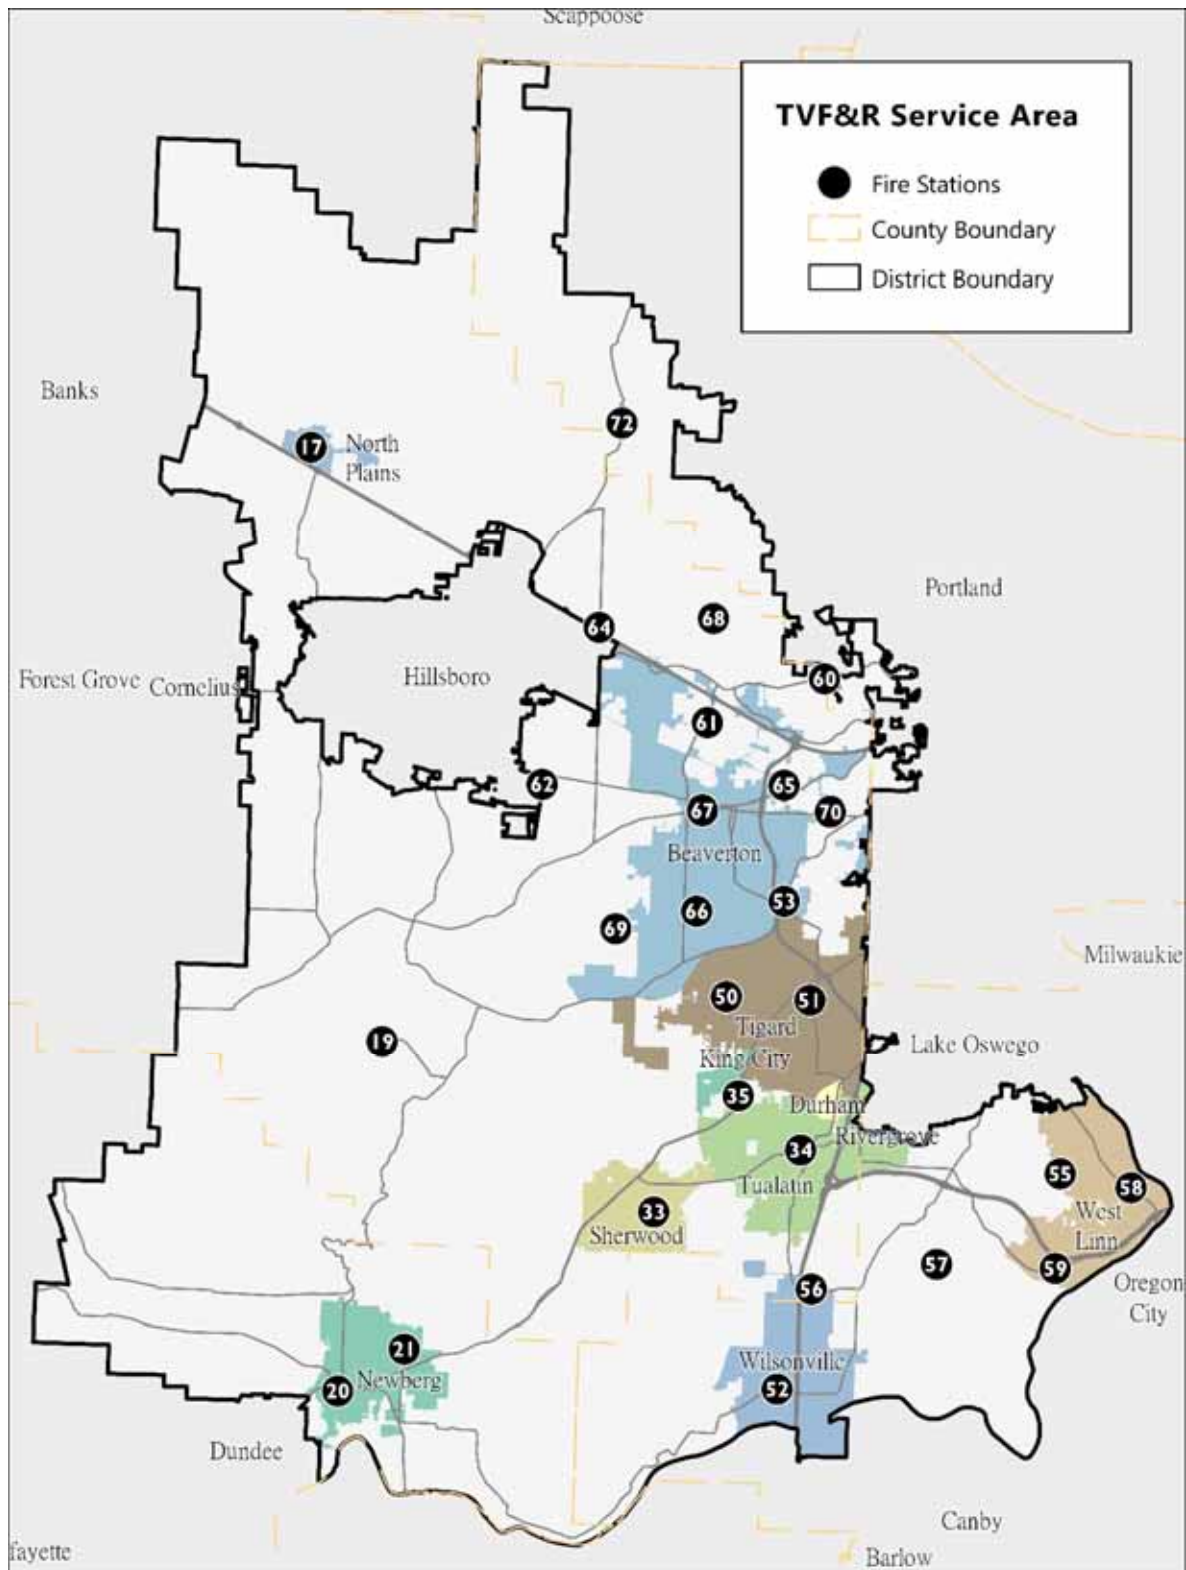 Scappoose
TVF&R Service Area
Fire Stations
County Boundary
District Boundary
Banks
72
17
North
Plains
Portland
68
64
Hillsboro
Forest Grove
Cornelius
60
61
62
65
67
70
Beaverton
53
66
69
Milwaukie
50
51
Tigard
19
Lake Oswego
King City
35
Durham
Rivergrove
34
55
58
Tualatin
33
West
Linn
Sherwood
57
59
56
Oregon
City
21
Wilsonville
Newberg
20
52
Dundee
Canby
fayette
Barlow